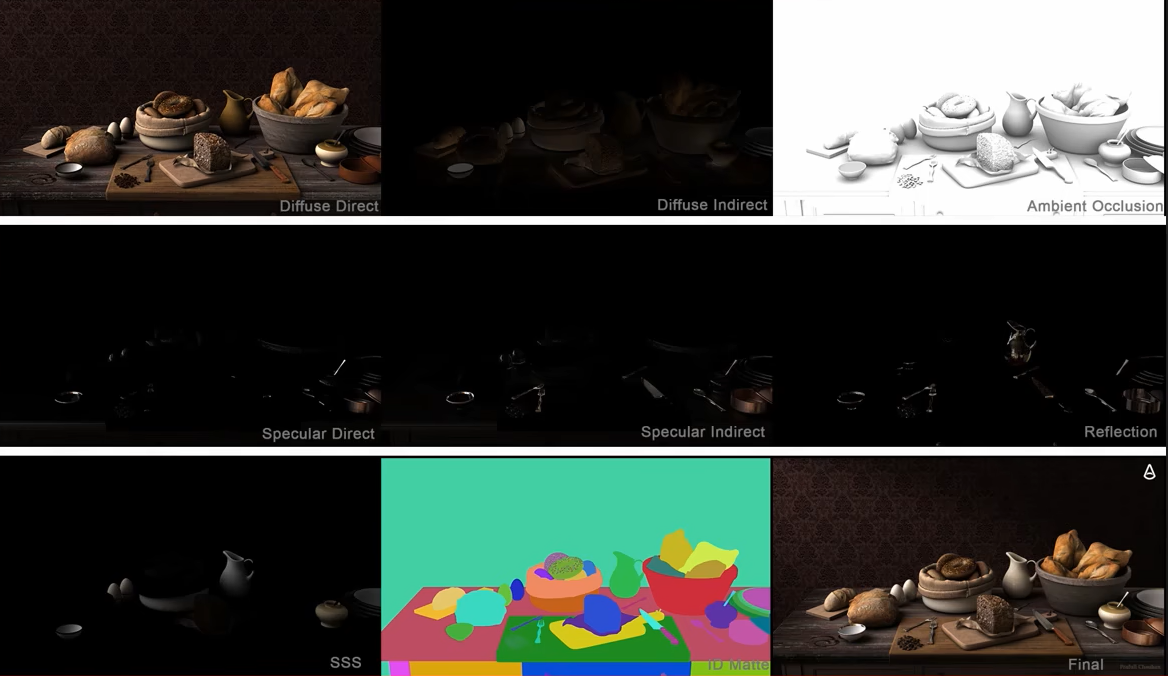 Diffuse Direct
Diffuse Indirect
Ambient Occlusion
Specular Direct
Specular Indirect
Reflection
SSS
ID Matte
Final